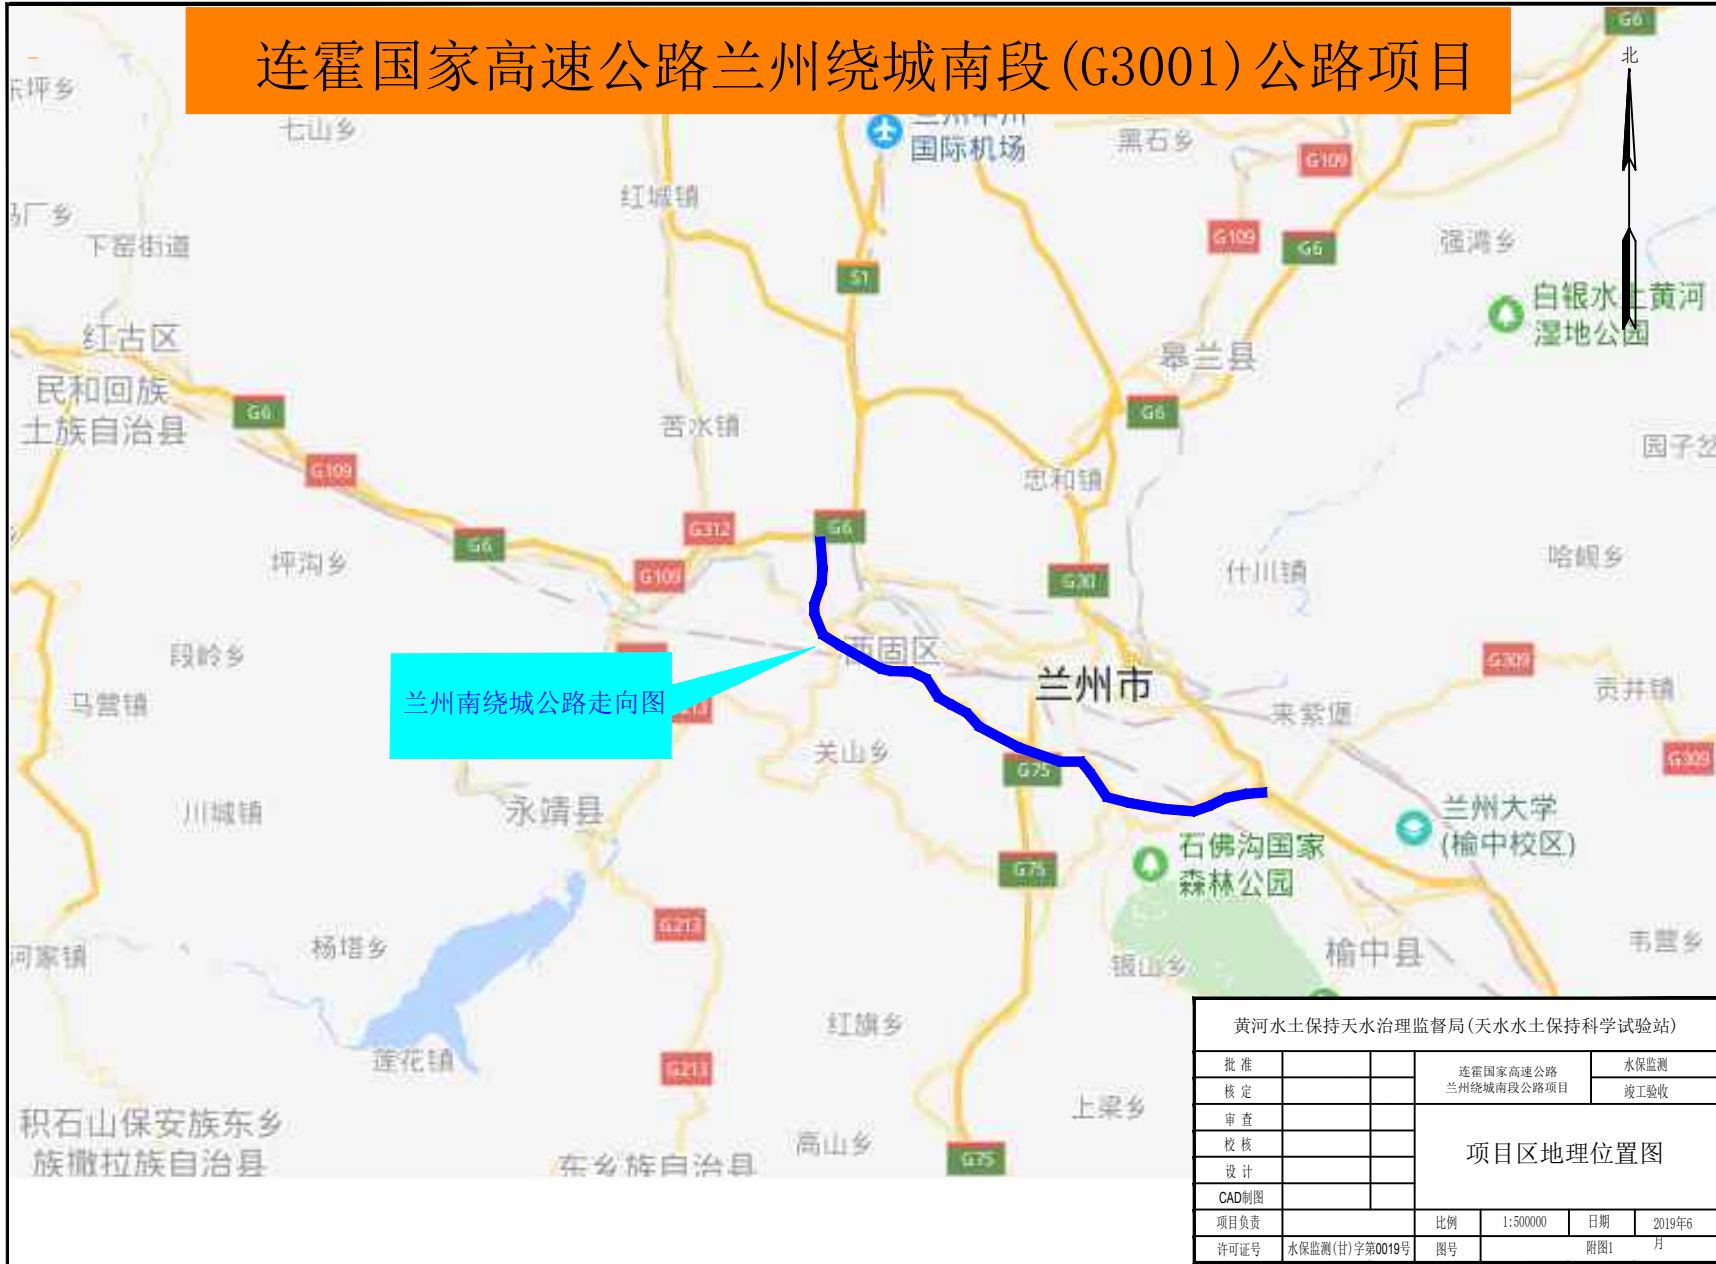 连霍国家高速公路兰州绕城南段(G3001)公路项目
G6
北
七山乡
国际机场
黑石乡
G109
红城镇
G109
G6
强湾乡
下窑街道
S1
白银水土黄河
湿地公园
红古区
皋兰县
民和回族
土族自治县
G6
G6
苦水镇
园子岔
G109
忠和镇
G6
G312
G6
坪沟乡
G109
G30
什川镇
哈岘乡
段岭乡
西固区
G309
兰州南绕城公路走向图
兰州市
马营镇
来紫堡
贡井镇
关山乡
G75
G309
川城镇
永靖县
兰州大学
(榆中校区)
石佛沟国家
森林公园
G75
G213
杨塔乡
河家镇
银山乡
榆中县
韦营乡
红旗乡
莲花镇
G213
上梁乡
积石山保安族东乡
族撒拉族自治县
高山乡
东乡族自治县
G75
黄河水土保持天水治理监督局(天水水土保持科学试验站)
批 准
连霍国家高速公路
兰州绕城南段公路项目
水保监测
核 定
竣工验收
审 查
校 核
项目区地理位置图
设 计
CAD制图
项目负责
比例
1:500000
日期
2019年6
月
许可证号
水保监测(甘)字第0019号
图号
附图1